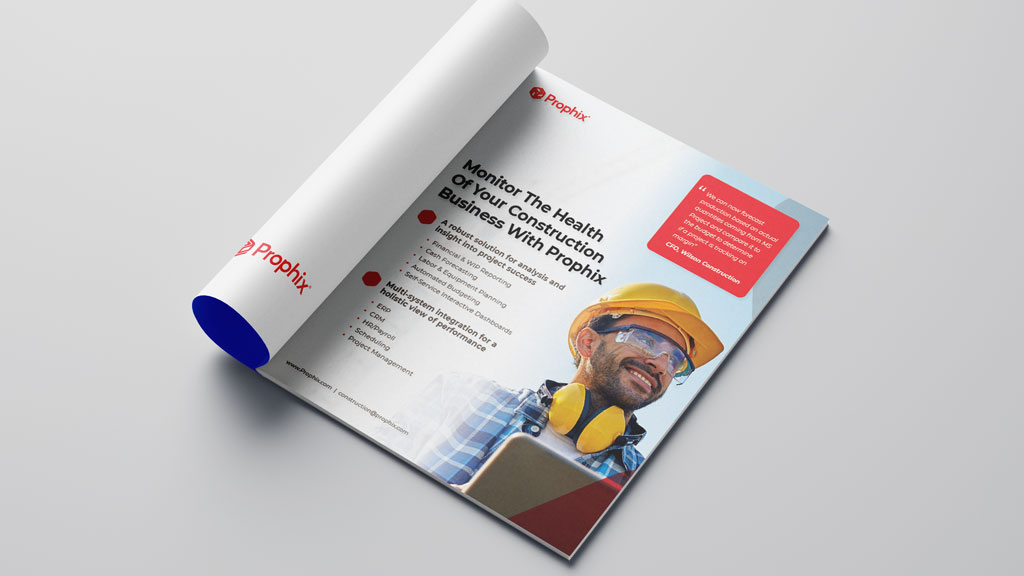 Prophix
Prophix
Monitor The Health
Of Your Construction
Business With Prophix
A robust solution for analysis and
insight into project success
• Financial & WIP Reporting
• Cash Forecasting
• Labor & Equipment Planning
• Automated Budgeting
• Self-Service Interactive Dashboards
Multi-system integration for a
holistic view of performance
• ERP
• CRM
• HR/Payroll
• Scheduling
• Project Management
www.Prophix.com | construction@prophix.com
“ We can now forecast
production based on actual
quantities coming from MS
Project and compare it to
the budget to determine
if a project is tracking on
margin”
CFO, Wilson Construction